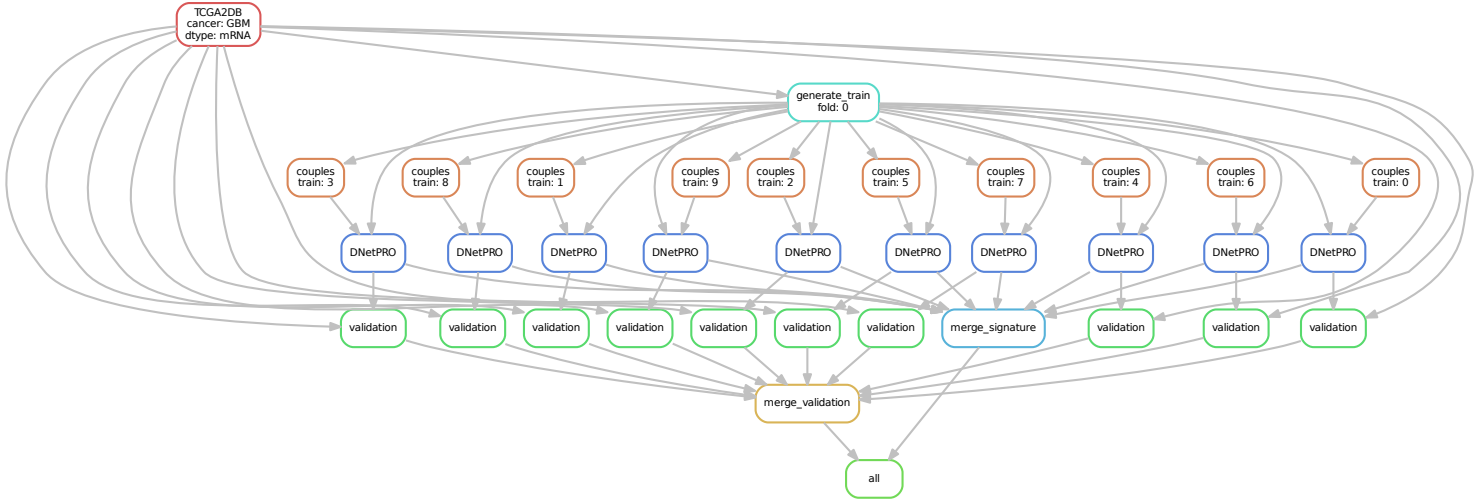 TCGA2DB
cancer: GBM
dtype: mRNA
generate_train
fold: 0
couples
train: 3
couples
train: 8
couples
train: 1
couples
train: 9
couples
train: 2
couples
train: 5
couples
train: 7
couples
train: 4
couples
train: 6
couples
train: 0
DNetPRO
DNetPRO
DNetPRO
DNetPRO
DNetPRO
DNetPRO
DNetPRO
DNetPRO
DNetPRO
DNetPRO
validation
validation
validation
validation
validation
validation
validation
merge_signature
validation
validation
validation
merge_validation
all